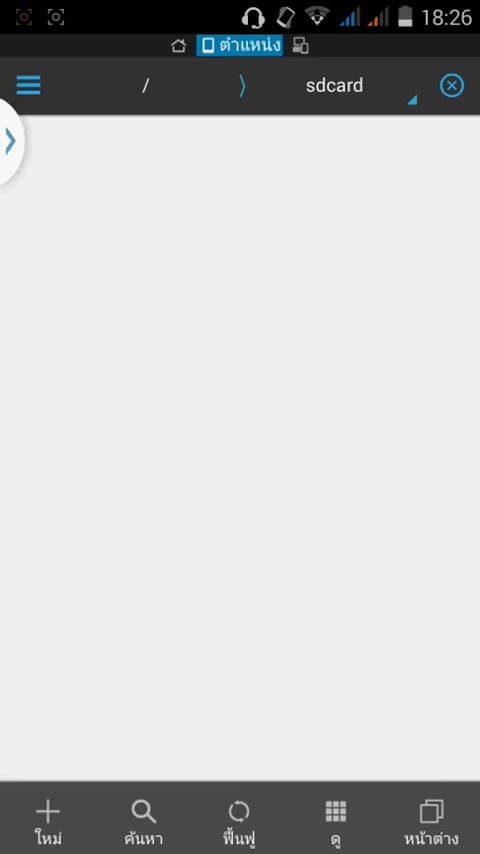 18:26
ตำแหน่ง
/ sdcard
ใหม่ ค้นหา ฟื้นฟู ดู หน้าต่าง